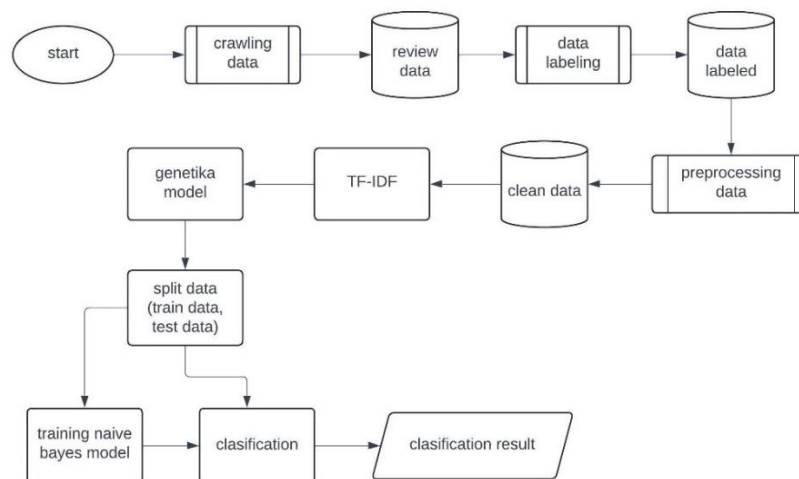 start
crawling
data
review
data
data
labeling
data
labeled
genetika
model
TF-IDF
clean data
preprocessing
data
split data
(train data,
test data)
training naive
bayes model
clasification
clasification result